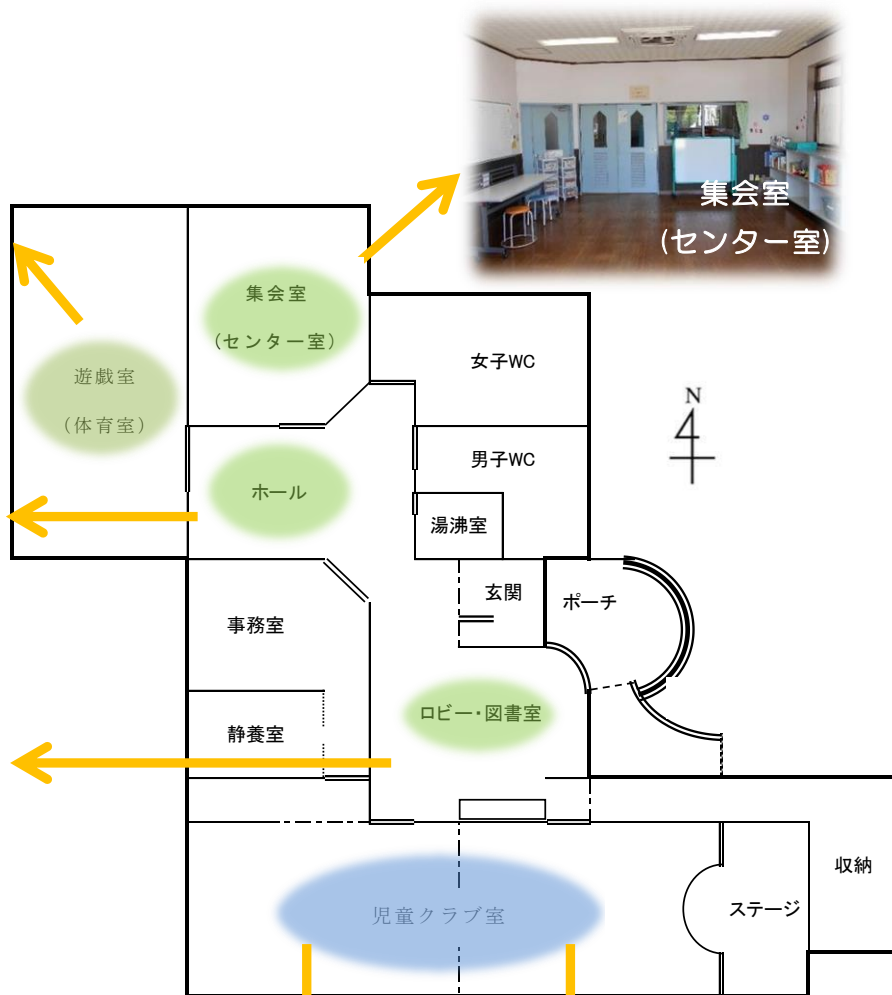 集会室
(センター室)
集会室
(センター室)
遊戯室
(体育室)
女子WC
N
男子WC
ホール
湯沸室
玄関
ポーチ
事務室
ロビー・図書室
静養室
収納
児童クラブ室
ステージ